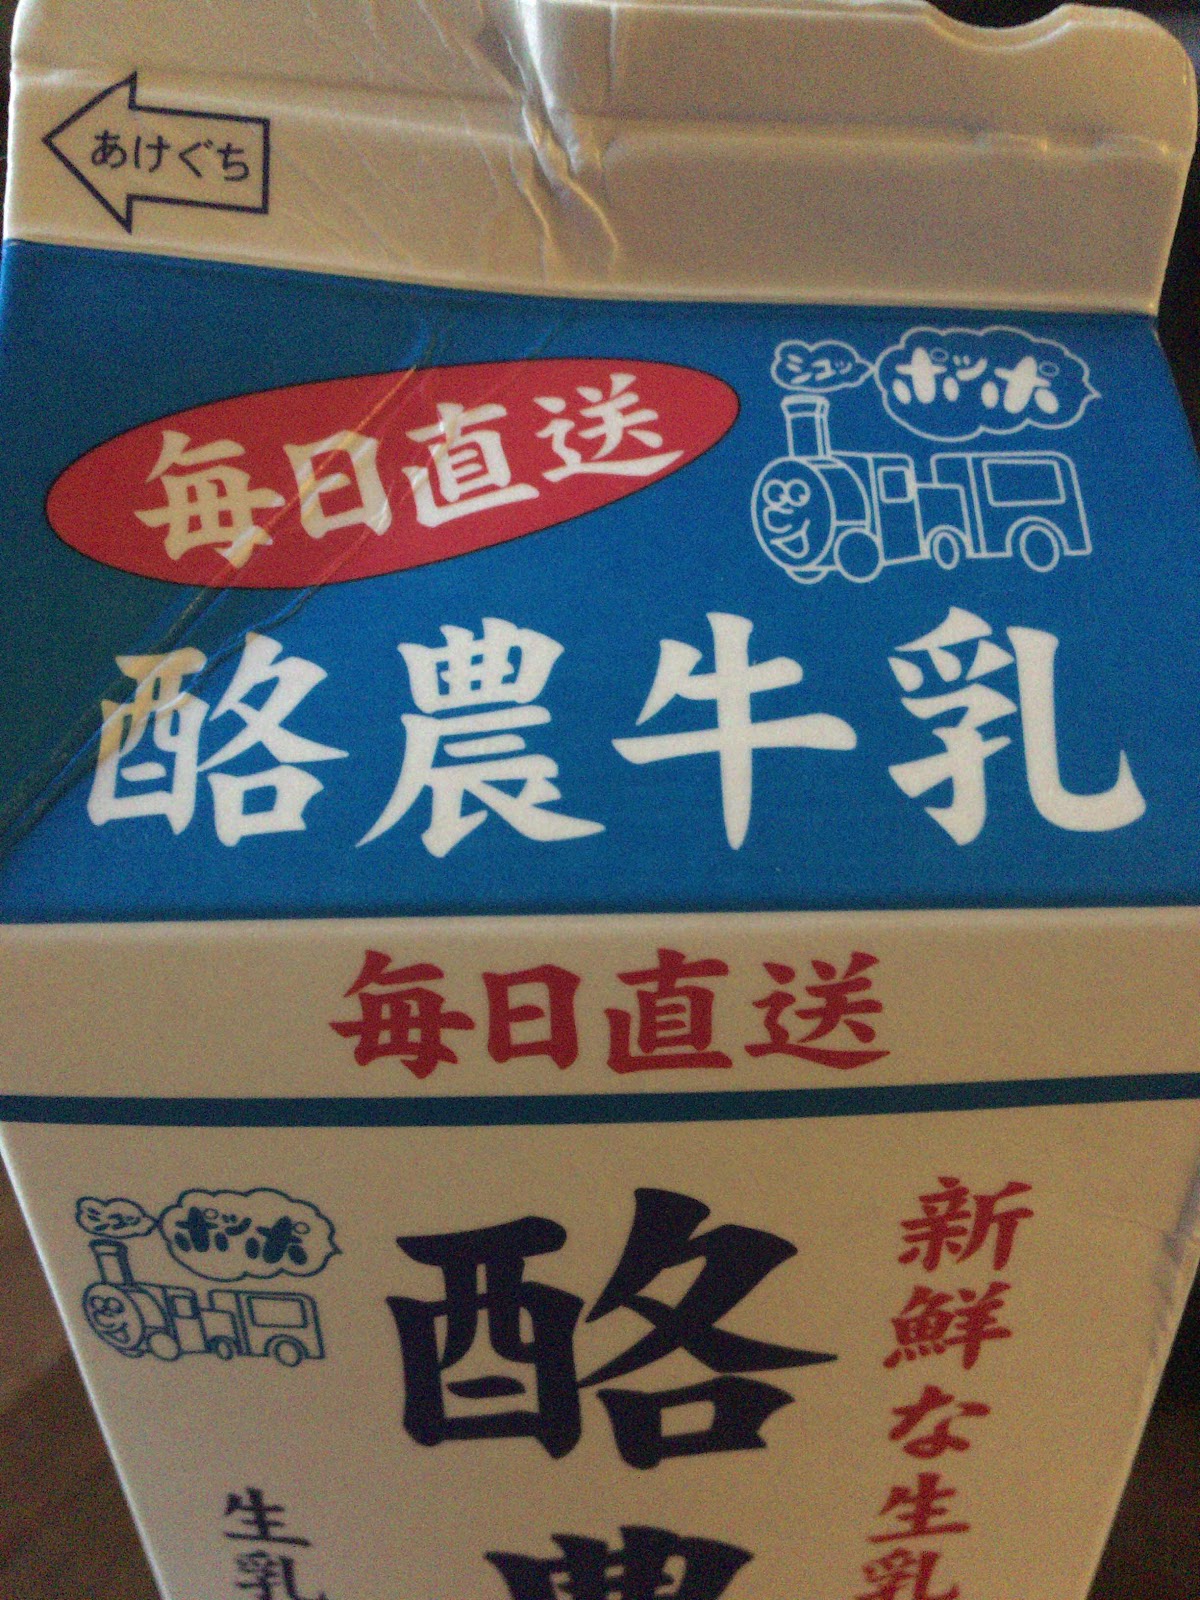 あけぐち
毎日直送
シュッ
ポッポ
酪農牛乳
毎日直送
シュッ
ポッポ
新鮮な生乳
酪農
生乳